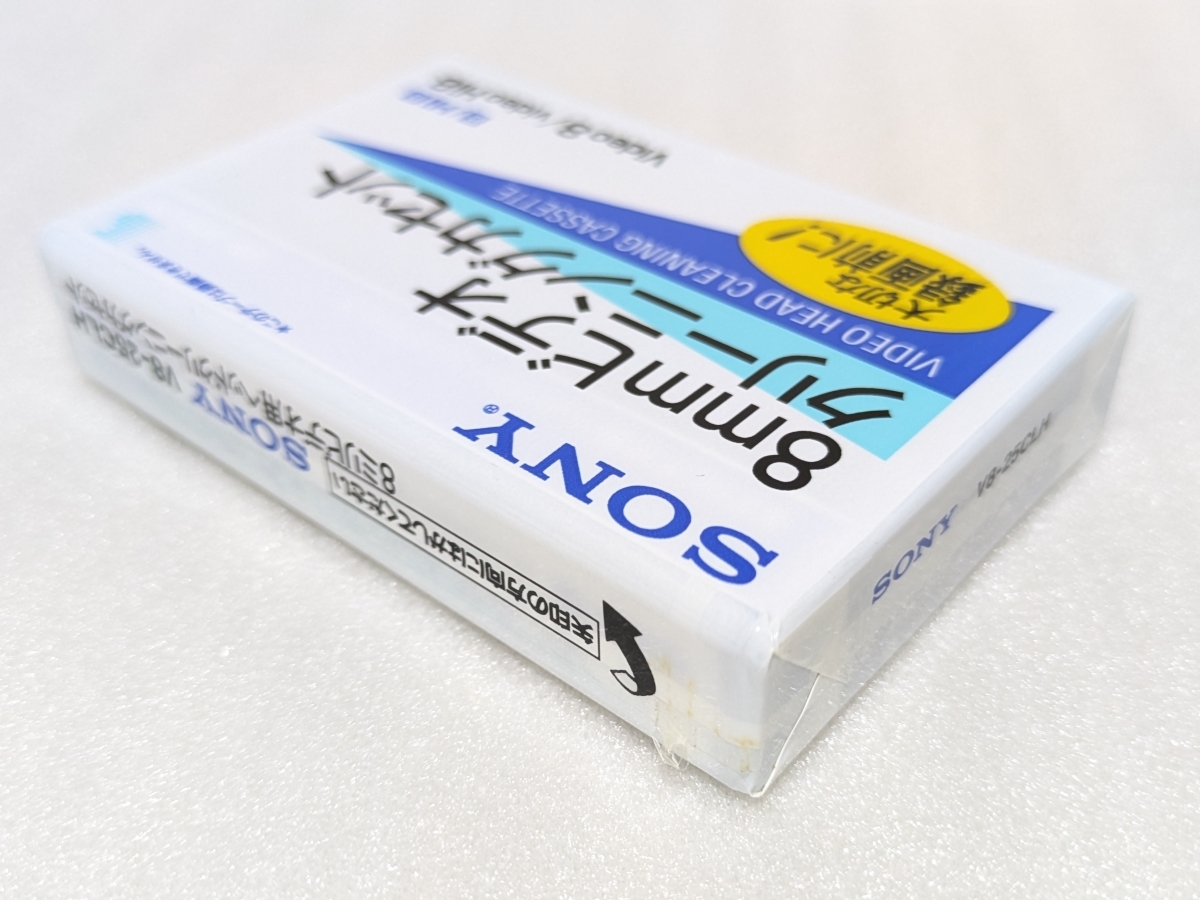 SONY®
8mmビデオ
クリーニングカセット
VIDEO HEAD CLEANING CASSETTE
大切な
録画前に!
Video 8/Video Hi8
SONY V8-25CLH
SONY V8-25CLH
8ミリビデオ用ヘッドクリーニングカセット
SONY
矢印の方向にはがしてください